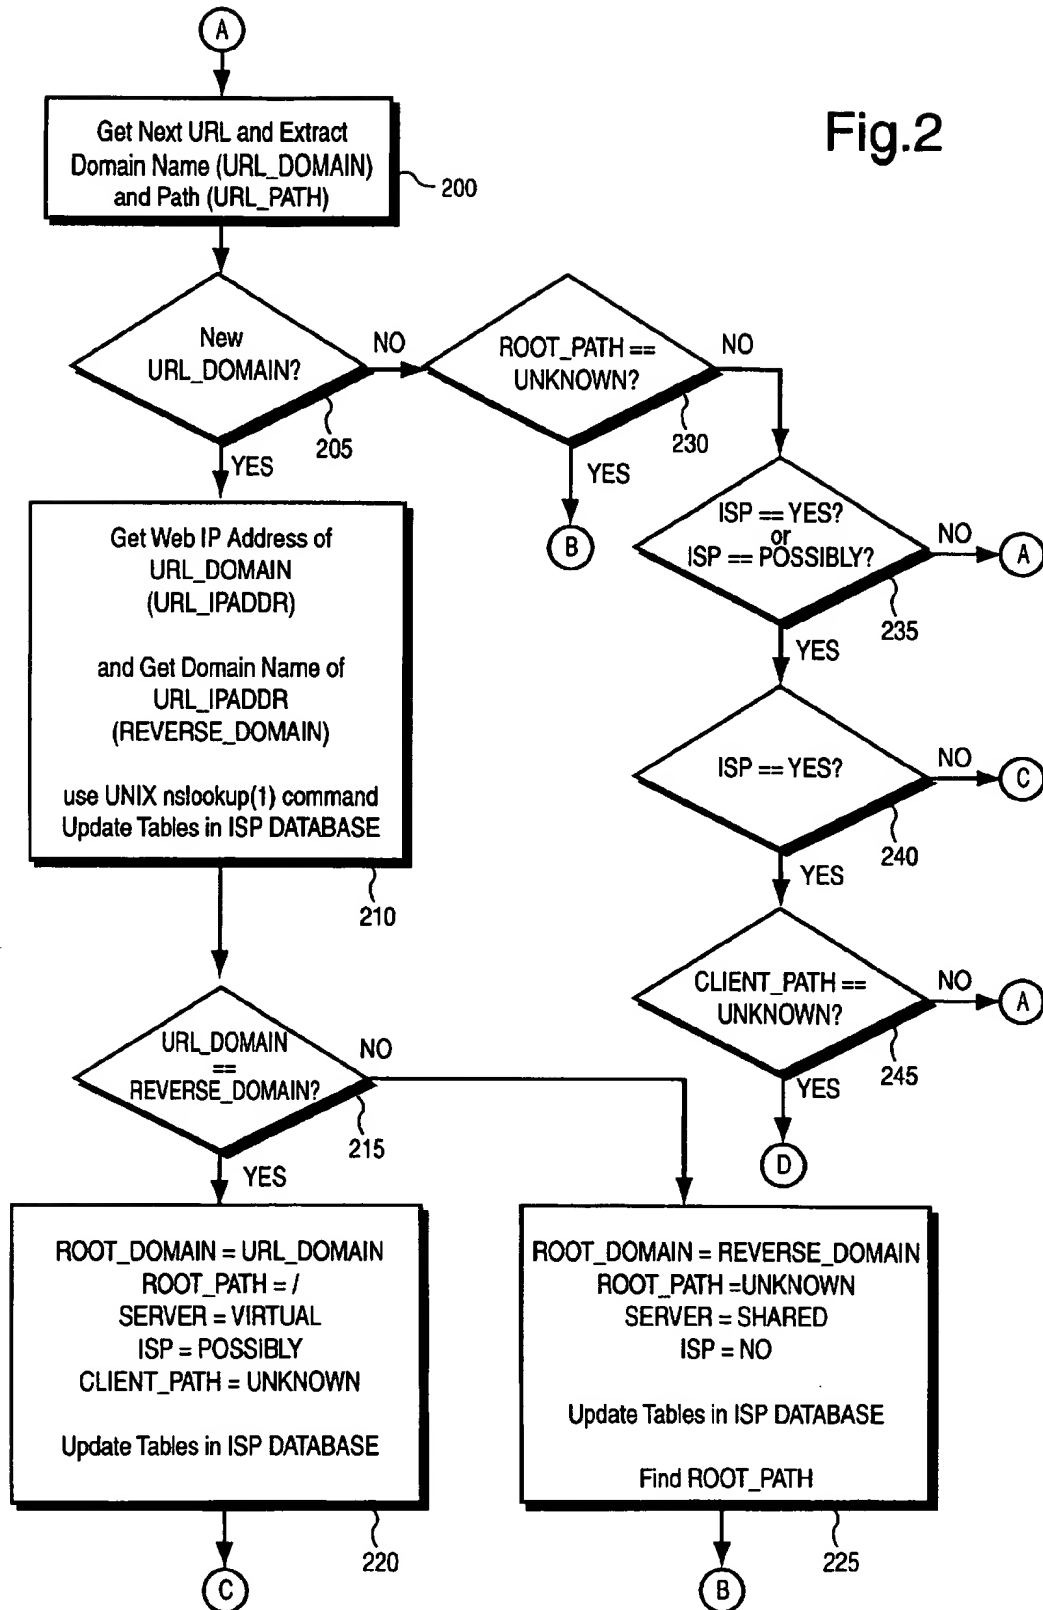 A
Fig.2
Get Next URL and Extract
Domain Name (URL_DOMAIN)
and Path (URL_PATH)
200
New
URL_DOMAIN?
NO
205
YES
ROOT_PATH ==
UNKNOWN?
NO
230
YES
B
ISP == YES?
or
ISP == POSSIBLY?
NO
A
235
YES
Get Web IP Address of
URL_DOMAIN
(URL_IPADDR)
and Get Domain Name of
URL_IPADDR
(REVERSE_DOMAIN)
use UNIX nslookup(1) command
Update Tables in ISP DATABASE
210
ISP == YES?
NO
C
240
YES
CLIENT_PATH ==
UNKNOWN?
NO
A
245
YES
D
URL_DOMAIN
==
REVERSE_DOMAIN?
NO
215
YES
ROOT_DOMAIN = URL_DOMAIN
ROOT_PATH = /
SERVER = VIRTUAL
ISP = POSSIBLY
CLIENT_PATH = UNKNOWN
Update Tables in ISP DATABASE
220
C
ROOT_DOMAIN = REVERSE_DOMAIN
ROOT_PATH =UNKNOWN
SERVER = SHARED
ISP = NO
Update Tables in ISP DATABASE
Find ROOT_PATH
225
B